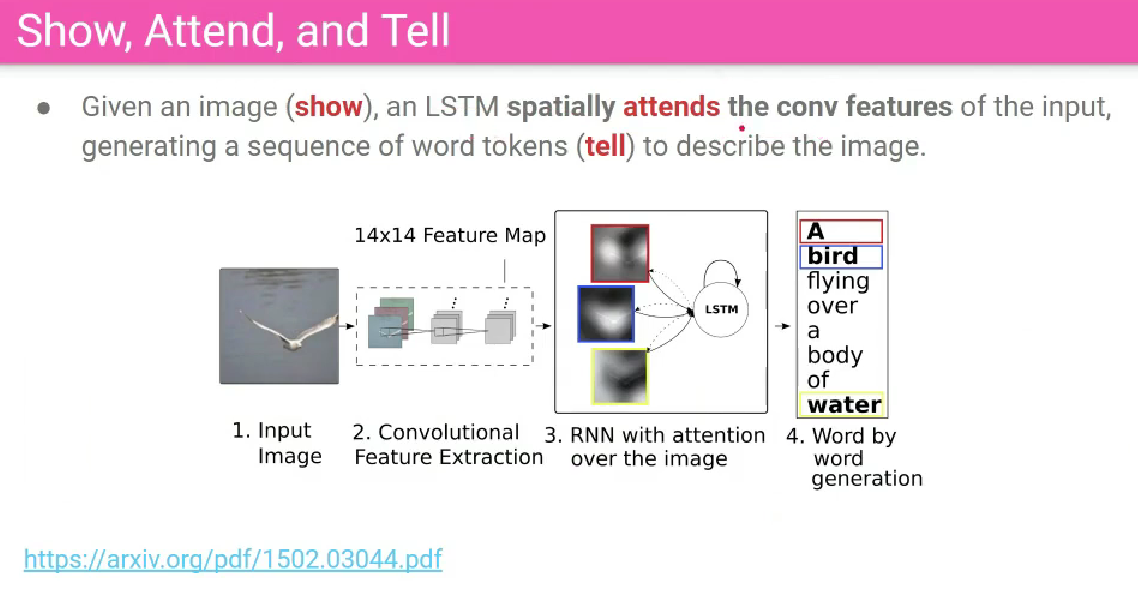 Show, Attend, and Tell
● Given an image (show), an LSTM spatially attends the conv features of the input,
generating a sequence of word tokens (tell) to describe the image.
14x14 Feature Map
LSTM
A
bird
flying
over
a
body
of
water
1. Input
Image
2. Convolutional
Feature Extraction
3. RNN with attention
over the image
4. Word by
word
generation
https://arxiv.org/pdf/1502.03044.pdf